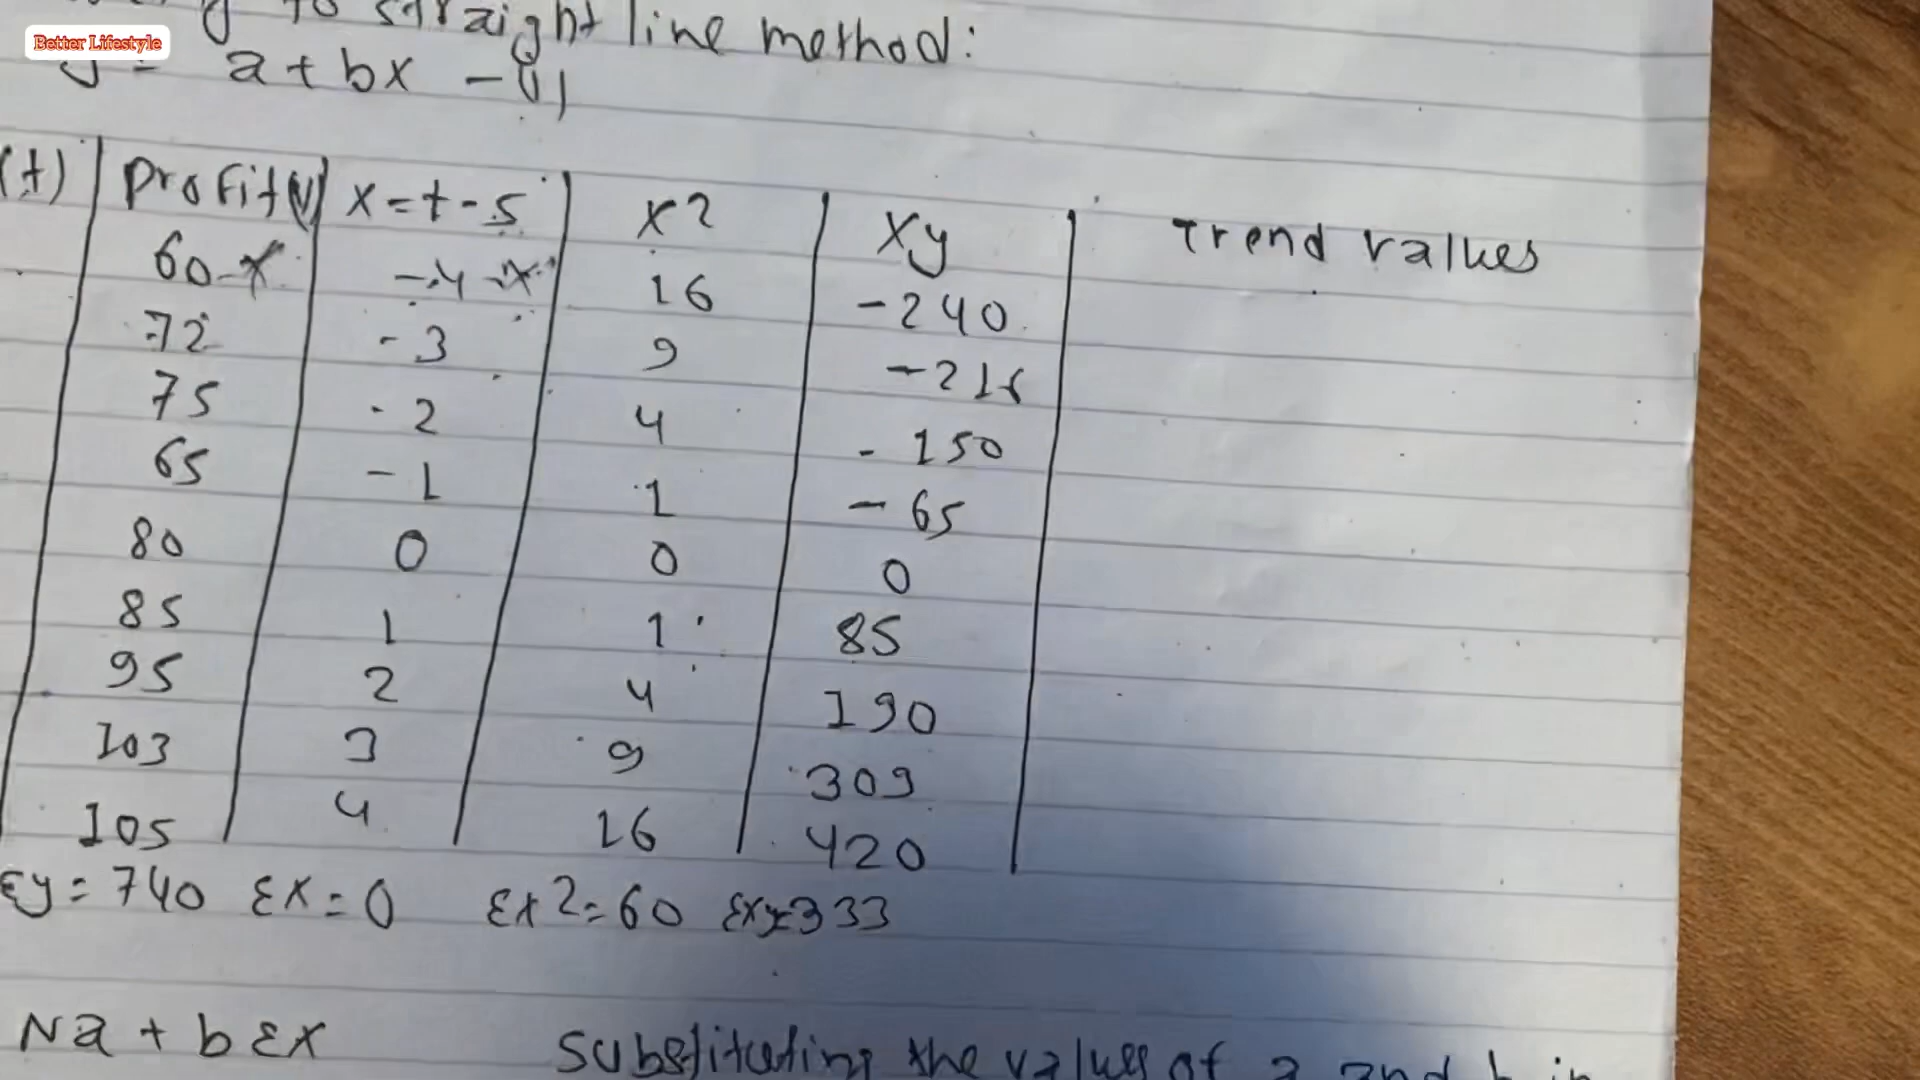 Better Lifestyle
to straight line method:
y = a + bx - (1)
(t) Profit(y) x=t-5 x2 xy Trend values
60 -4 16 -240
72 -3 9 -216
75 -2 4 -150
65 -1 1 -65
80 0 0 0
85 1 1 85
95 2 4 190
103 3 9 309
105 4 16 420
Σy=740 Σx=0 Σx2=60 Σxy=333
Na + bΣx substituting the values of a and b in